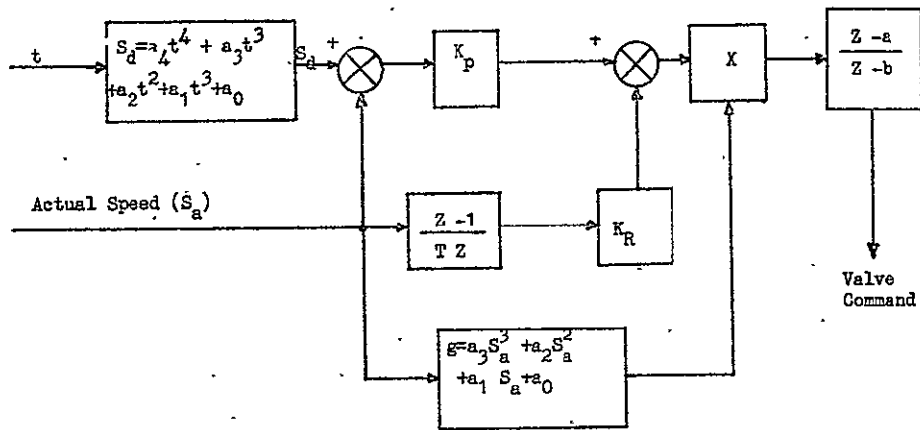 t
S_d=a_4t^4 + a_3t^3
+a_2t^2+a_1t^3+a_0
S_d
+
K_p
+
X
Z -a
Z -b
Actual Speed (S_a)
Z -1
T Z
K_R
Valve
Command
g=a_3S_a^3 +a_2S_a^2
+a_1 S_a+a_0